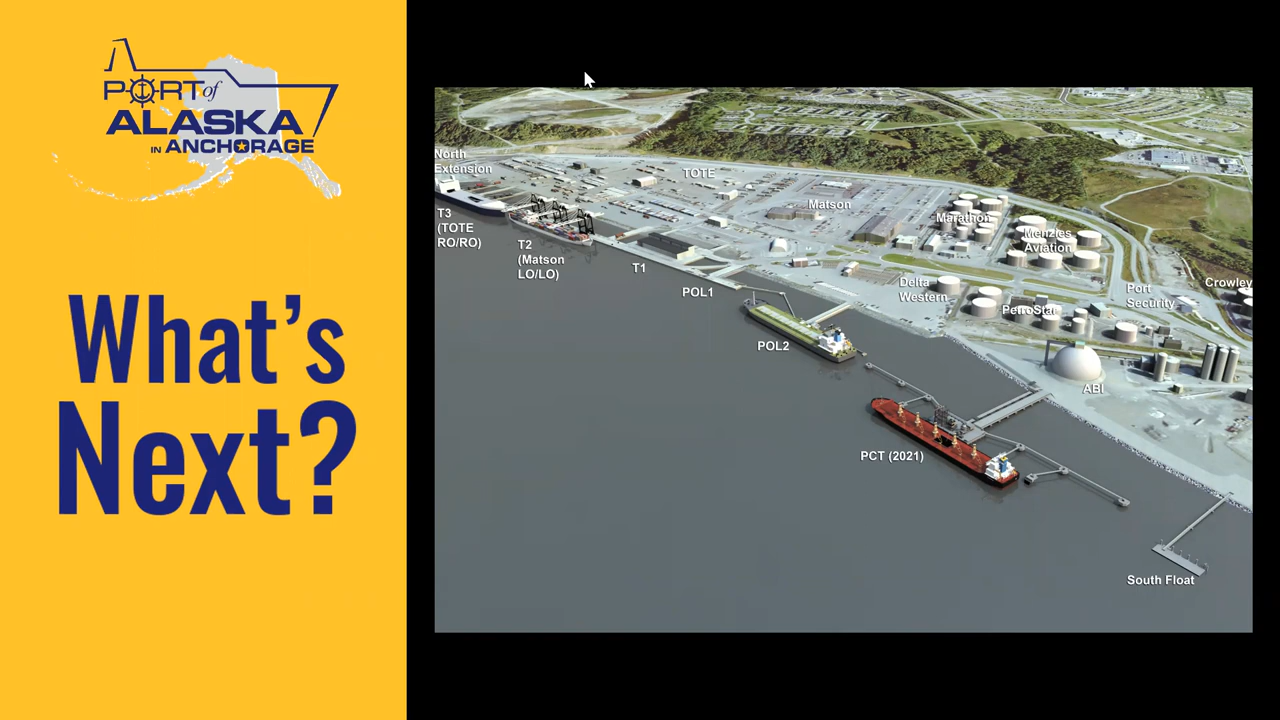 PORT of
ALASKA
IN ANCHORAGE
What's
Next?
North
Extension
T3
(TOTE
RO/RO)
T2
(Matson
LO/LO)
T1
TOTE
Matson
POL1
POL2
Marathon
Menzies
Aviation
Delta
Western
PetroStar
Port
Security
Crowley
ABI
PCT (2021)
South Float